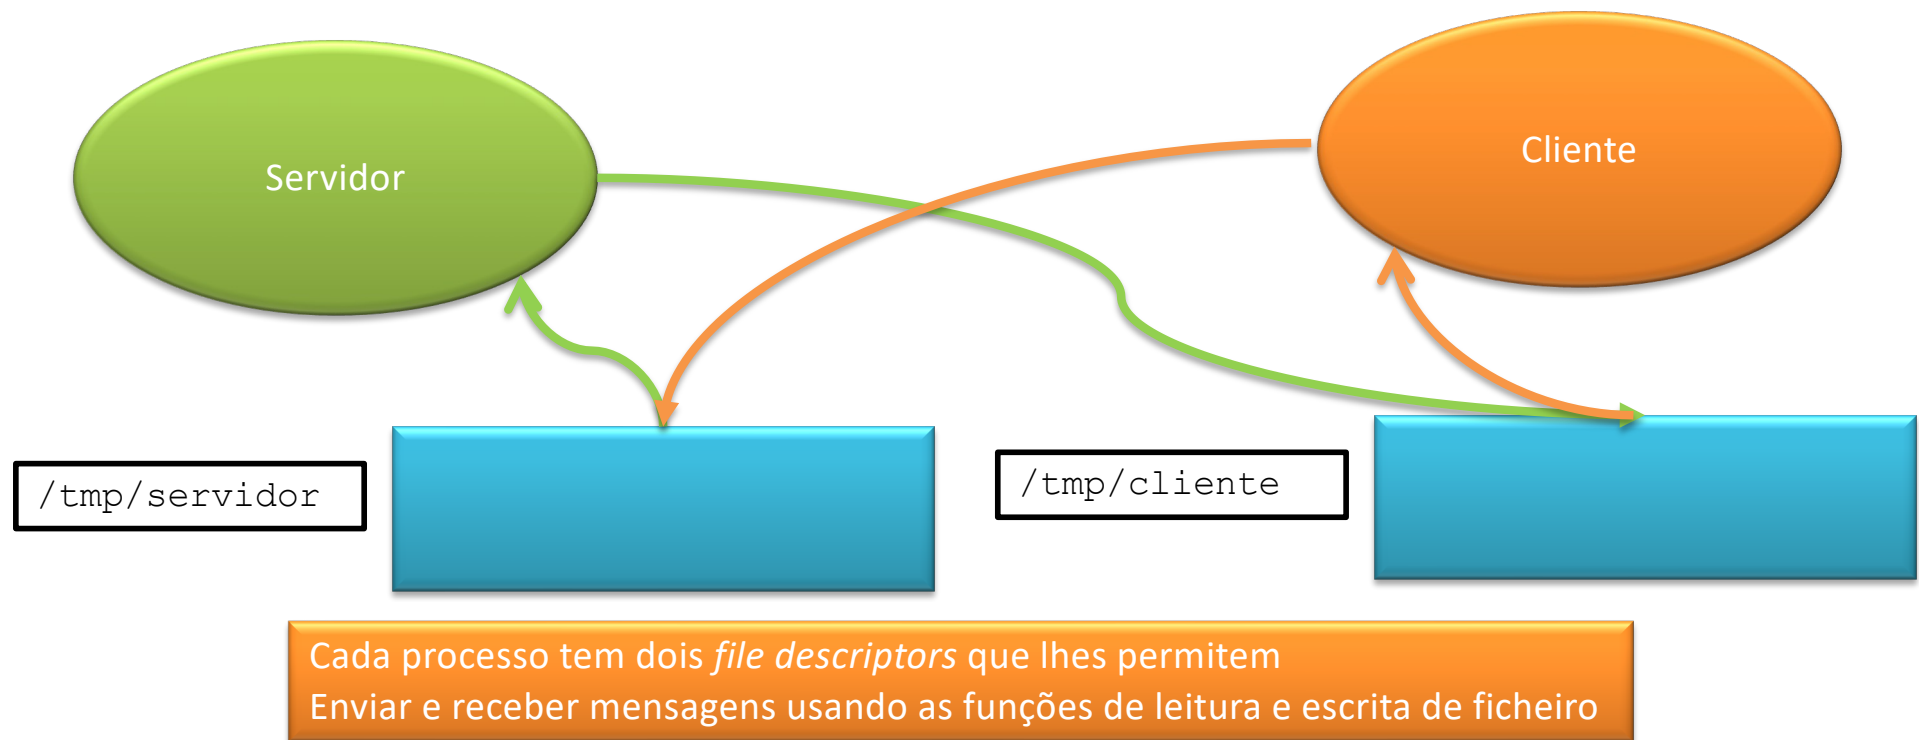 Servidor
Cliente
/tmp/servidor
/tmp/cliente
Cada processo tem dois file descriptors que lhes permitem
Enviar e receber mensagens usando as funções de leitura e escrita de ficheiro